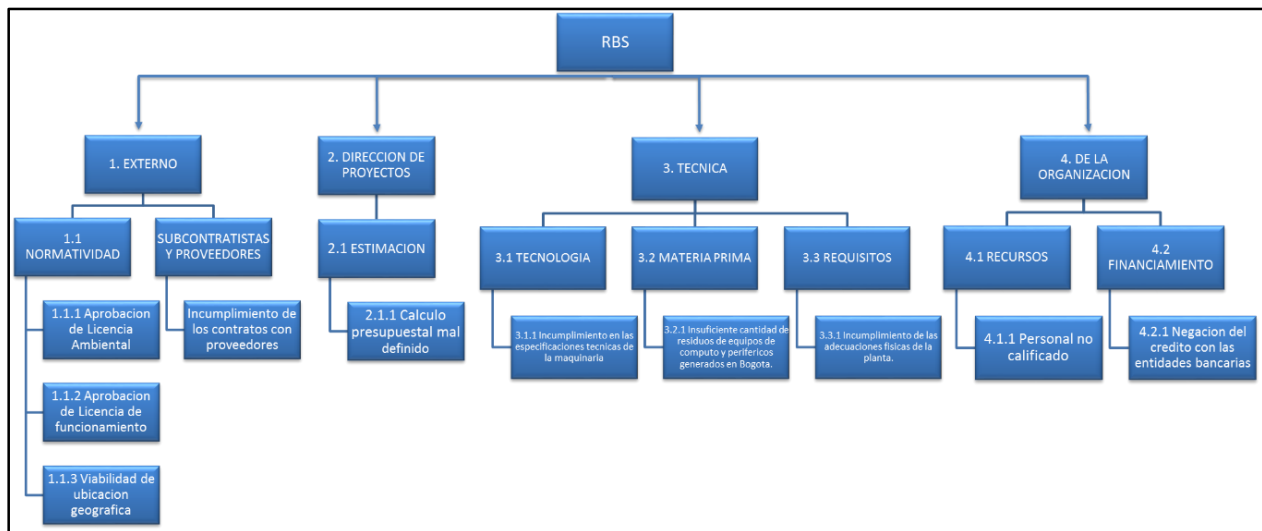 RBS
1. EXTERNO
2. DIRECCION DE
PROYECTOS
3. TECNICA
4. DE LA
ORGANIZACION
1.1
NORMATIVIDAD
SUBCONTRATISTAS
Y PROVEEDORES
2.1 ESTIMACION
3.1 TECNOLOGIA
3.2 MATERIA PRIMA
3.3 REQUISITOS
4.1 RECURSOS
4.2
FINANCIAMIENTO
1.1.1 Aprobacion
de Licencia
Ambiental
Incumplimiento de
los contratos con
proveedores
2.1.1 Calculo
presupuestal mal
definido
3.1.1 Incumplimiento en las
especificaciones tecnicas de
la maquinaria
3.2.1 Insuficiente cantidad de
residuos de equipos de
computo y perifericos
generados en Bogota.
3.3.1 Incumplimiento de las
adecuaciones fisicas de la
planta.
4.1.1 Personal no
calificado
4.2.1 Negacion del
credito con las
entidades bancarias
1.1.2 Aprobacion
de Licencia de
funcionamiento
1.1.3 Viabilidad de
ubicacion
geografica